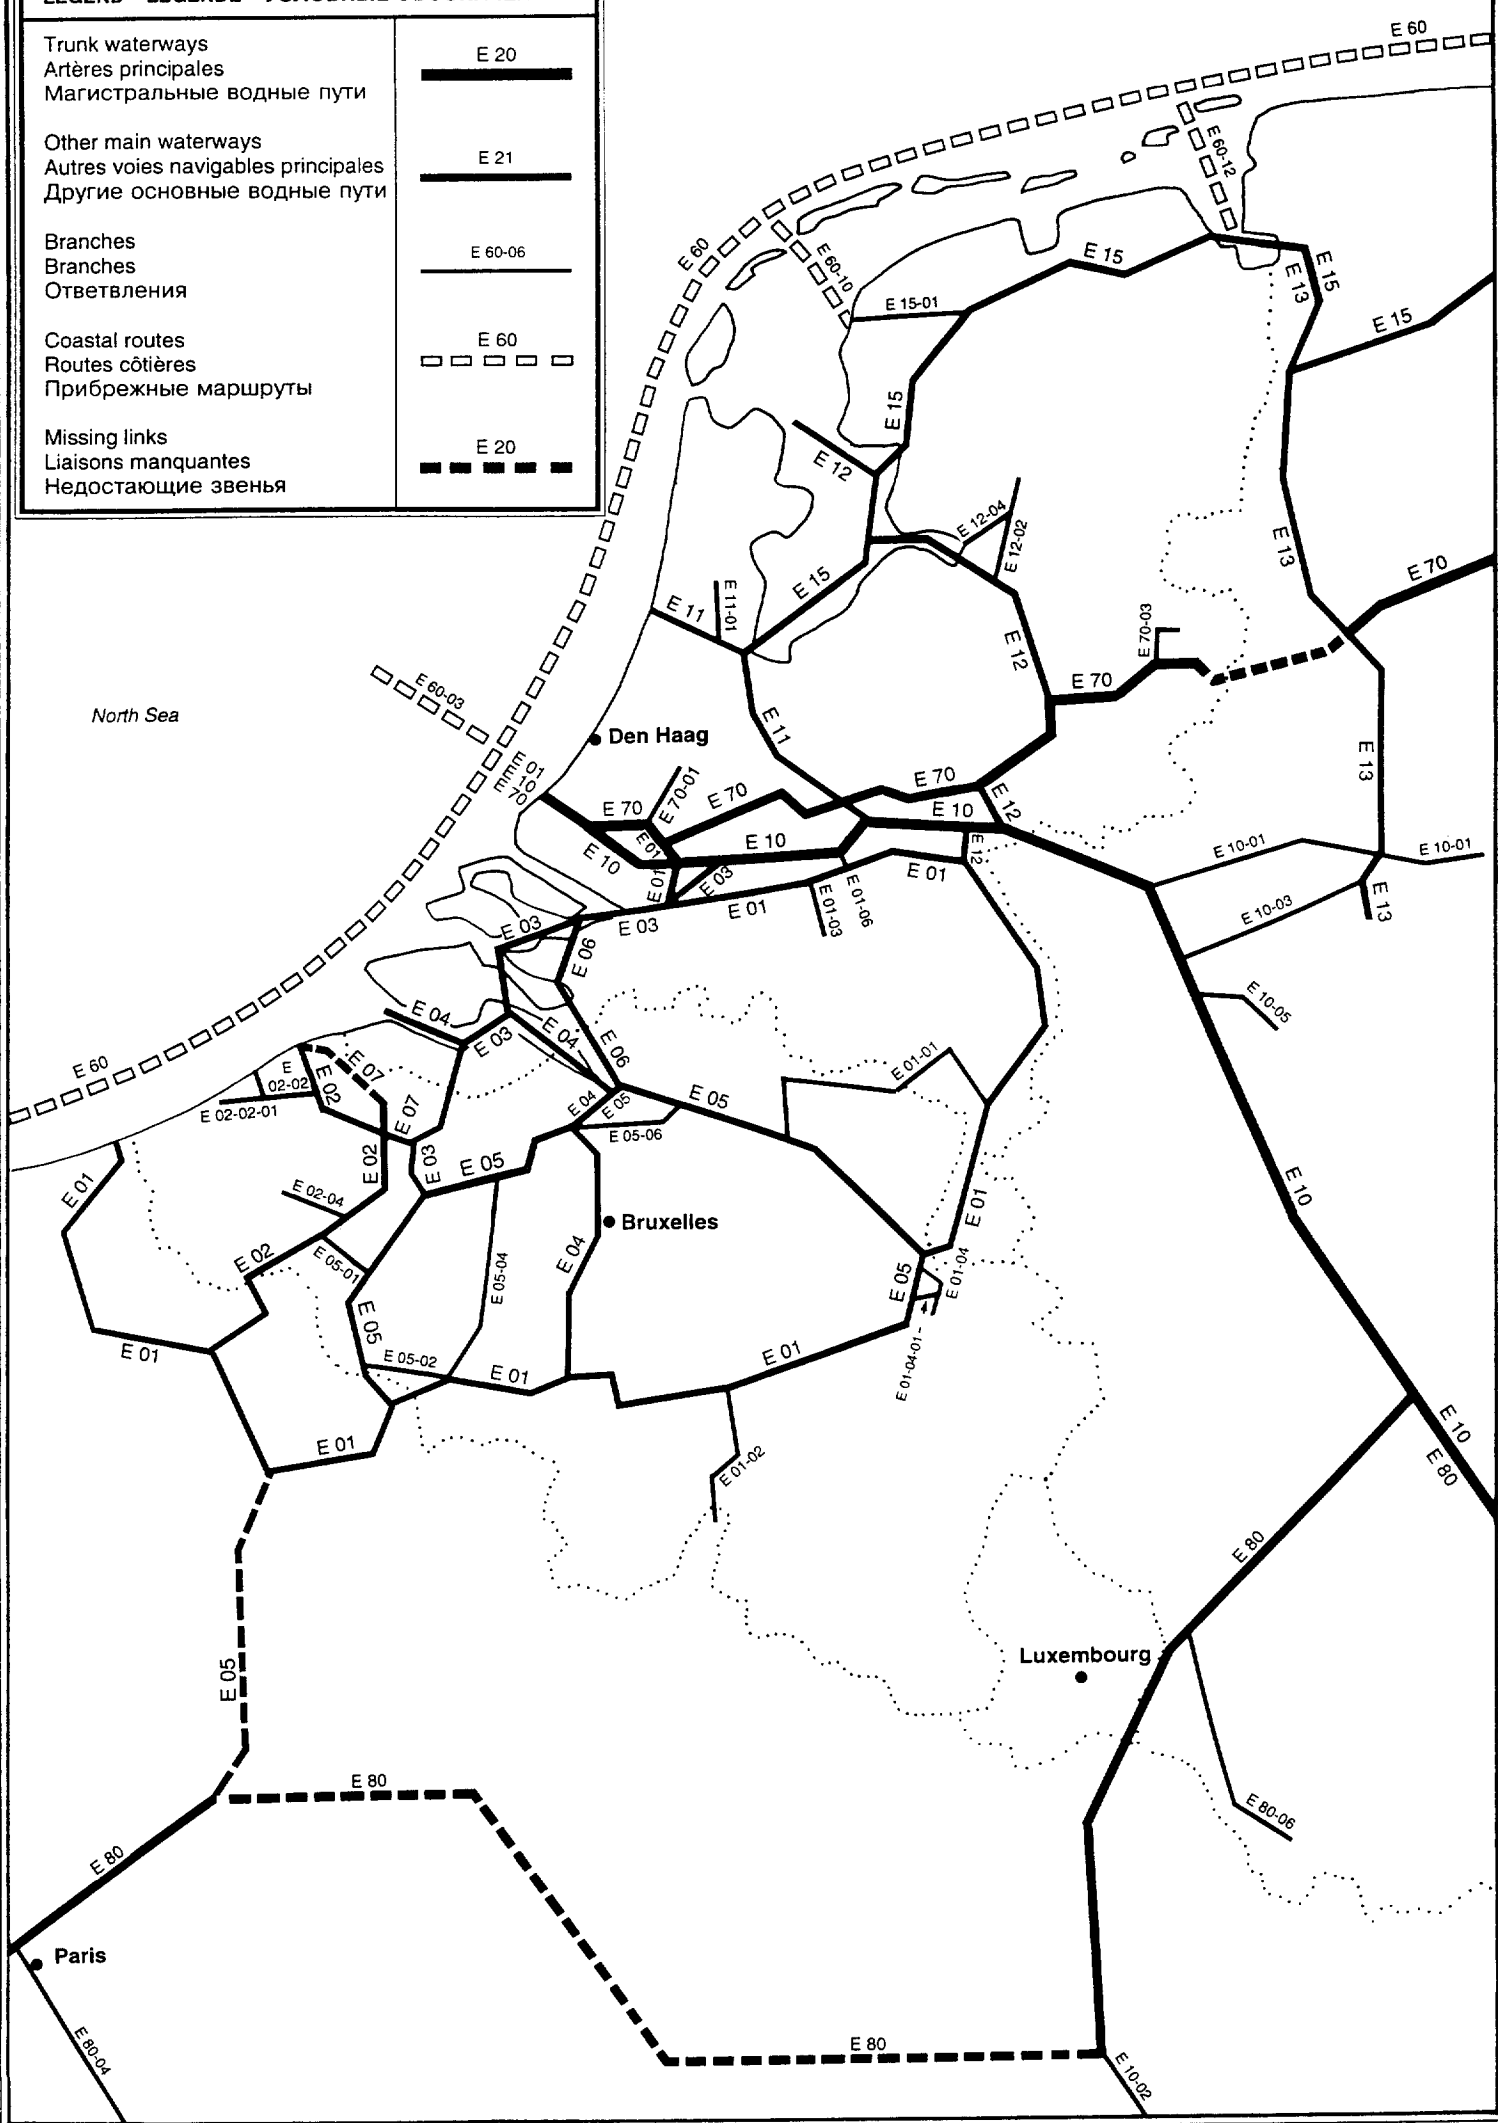 Trunk waterways
Artères principales
Магистральные водные пути
E 20
Other main waterways
Autres voies navigables principales
Другие основные водные пути
E 21
Branches
Branches
Ответвления
E 60-06
Coastal routes
Routes côtières
Прибрежные маршруты
E 60
Missing links
Liaisons manquantes
Недостающие звенья
E 20
E 60
E 60-12
E 60
E 60-10
E 15
E 15
E 13
E 15-01
E 15
E 15
E 12
E 12-04
E 12-02
E 13
E 70
E 15
E 11
E 11-01
E 12
E 70-03
E 70
E 60-03
North Sea
Den Haag
E 11
E 13
E 01
E 10
E 70
E 70
E 70-01
E 70
E 70
E 12
E 10
E 10
E 01
E 10
E 12
E 10-01
E 10-01
E 01
E 03
E 01
E 01-06
E 01-03
E 01
E 10-03
E 13
E 03
E 03
E 06
E 10-05
E 04
E 03
E 04
E 06
E 60
E 07
E
02-02
E 02
E 02-02-01
E 07
E 04
E 05
E 05
E 01-01
E 05-06
E 02
E 03
E 05
E 01
E 02-04
E 10
Bruxelles
E 01
E 02
E 05-01
E 05-04
E 04
E 05
E 01-04
E 05
E 01-04-01
E 01
E 05-02
E 01
E 01
E 01
E 01-02
E 10
E 80
E 80
E 05
Luxembourg
E 80
E 80
E 80-06
Paris
E 80-04
E 80
E 10-02